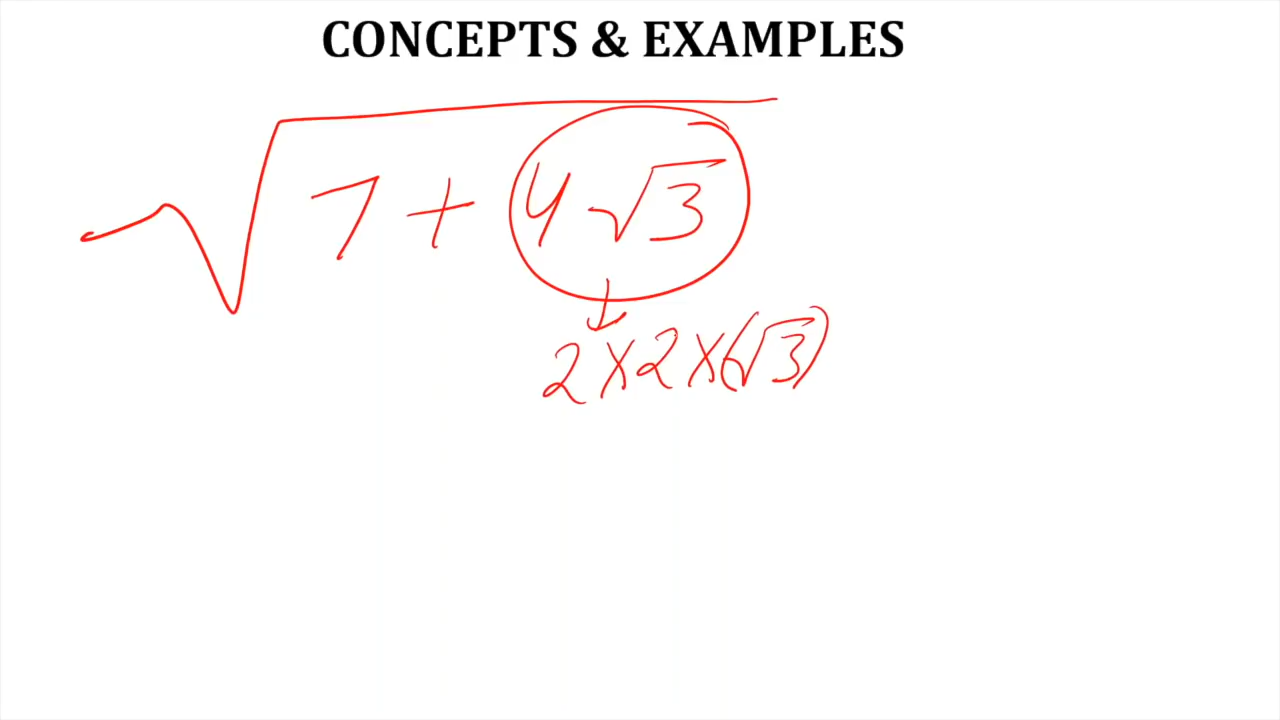 CONCEPTS & EXAMPLES
√7 + 4√3
2 × 2 × (√3)